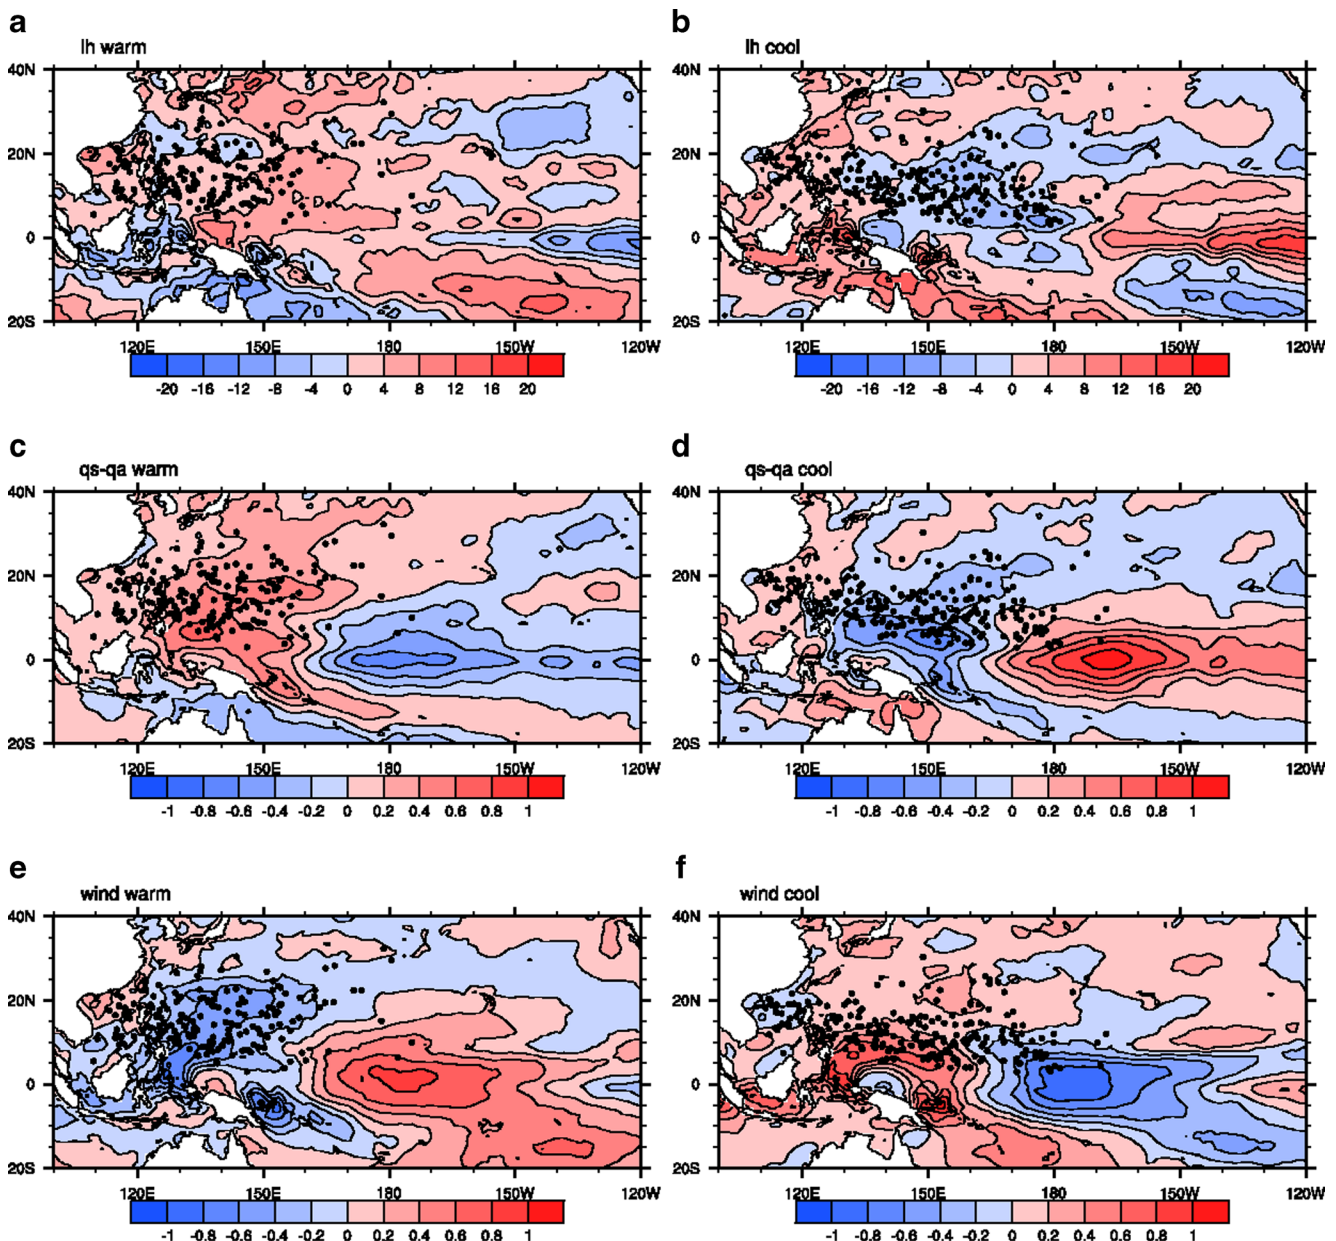 a b
lh warm lh cool
40N 40N
20N 20N
0 0
20S 20S
120E 150E 180 150W 120W 120E 150E 180 150W 120W
-20 -16 -12 -8 -4 0 4 8 12 16 20 -20 -16 -12 -8 -4 0 4 8 12 16 20
c d
qs-qa warm qs-qa cool
40N 40N
20N 20N
0 0
20S 20S
120E 150E 180 150W 120W 120E 150E 180 150W 120W
-1 -0.8 -0.6 -0.4 -0.2 0 0.2 0.4 0.6 0.8 1 -1 -0.8 -0.6 -0.4 -0.2 0 0.2 0.4 0.6 0.8 1
e f
wind warm wind cool
40N 40N
20N 20N
0 0
20S 20S
120E 150E 180 150W 120W 120E 150E 180 150W 120W
-1 -0.8 -0.6 -0.4 -0.2 0 0.2 0.4 0.6 0.8 1 -1 -0.8 -0.6 -0.4 -0.2 0 0.2 0.4 0.6 0.8 1